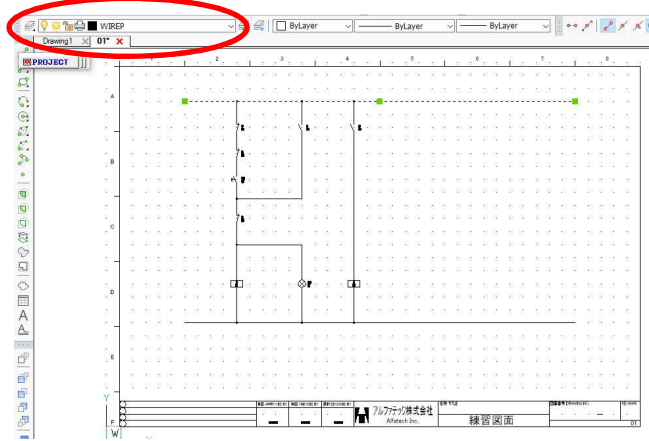 WIREP
ByLayer
ByLayer
ByLayer
Drawing1
01*
PROJECT
2
3
4
5
6
7
8
A
B
C
D
E
F
Y
W
アルファテック株式会社
Alfatech Inc.
練習図面
01